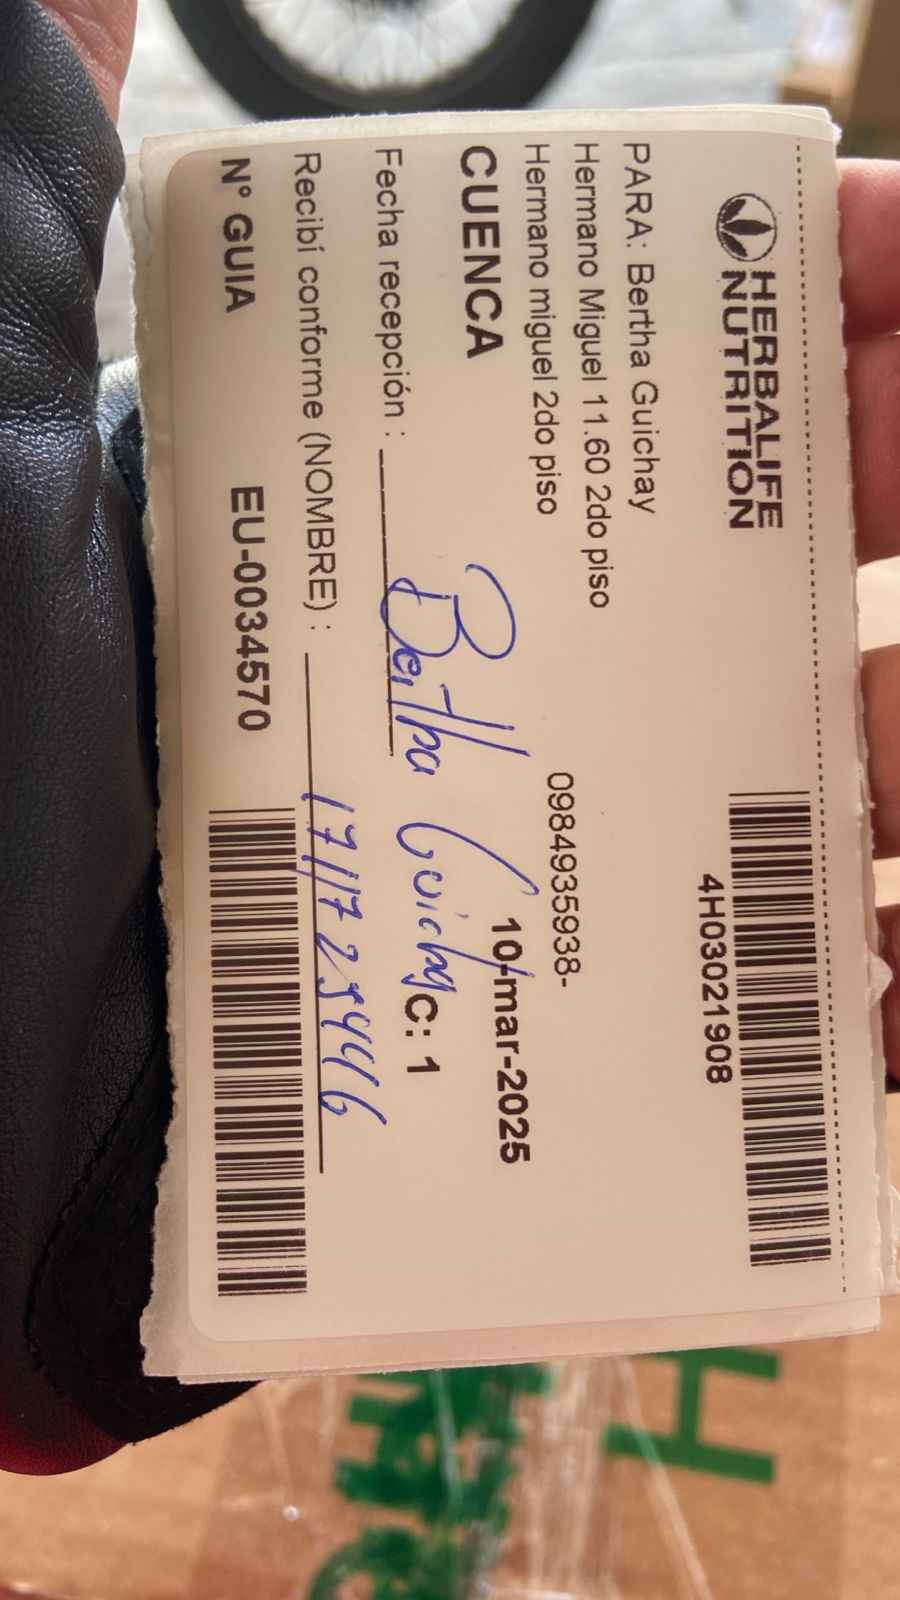 HERBALIFE
NUTRITION
4H03021908
PARA: Bertha Guichay
Hermano Miguel 11.60 2do piso
Hermano miguel 2do piso
0984935938-
CUENCA
10-mar-2025
Fecha recepción :
Bertha Guichay
C: 1
Recibí conforme (NOMBRE) :
1711725446
N° GUIA
EU-0034570
H